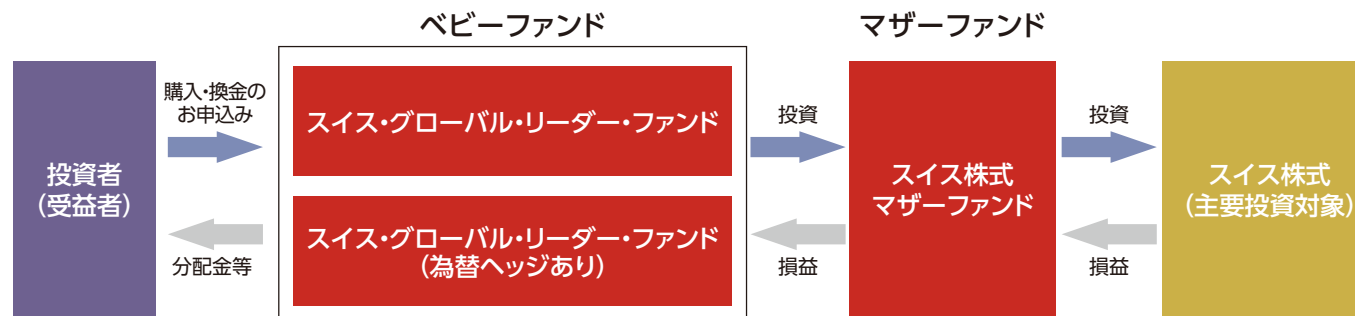 ベビーファンド
マザーファンド
投資者
(受益者)
購入・換金の
お申込み
分配金等
スイス・グローバル・リーダー・ファンド
スイス・グローバル・リーダー・ファンド
(為替ヘッジあり)
投資
損益
スイス株式
マザーファンド
投資
損益
スイス株式
(主要投資対象)